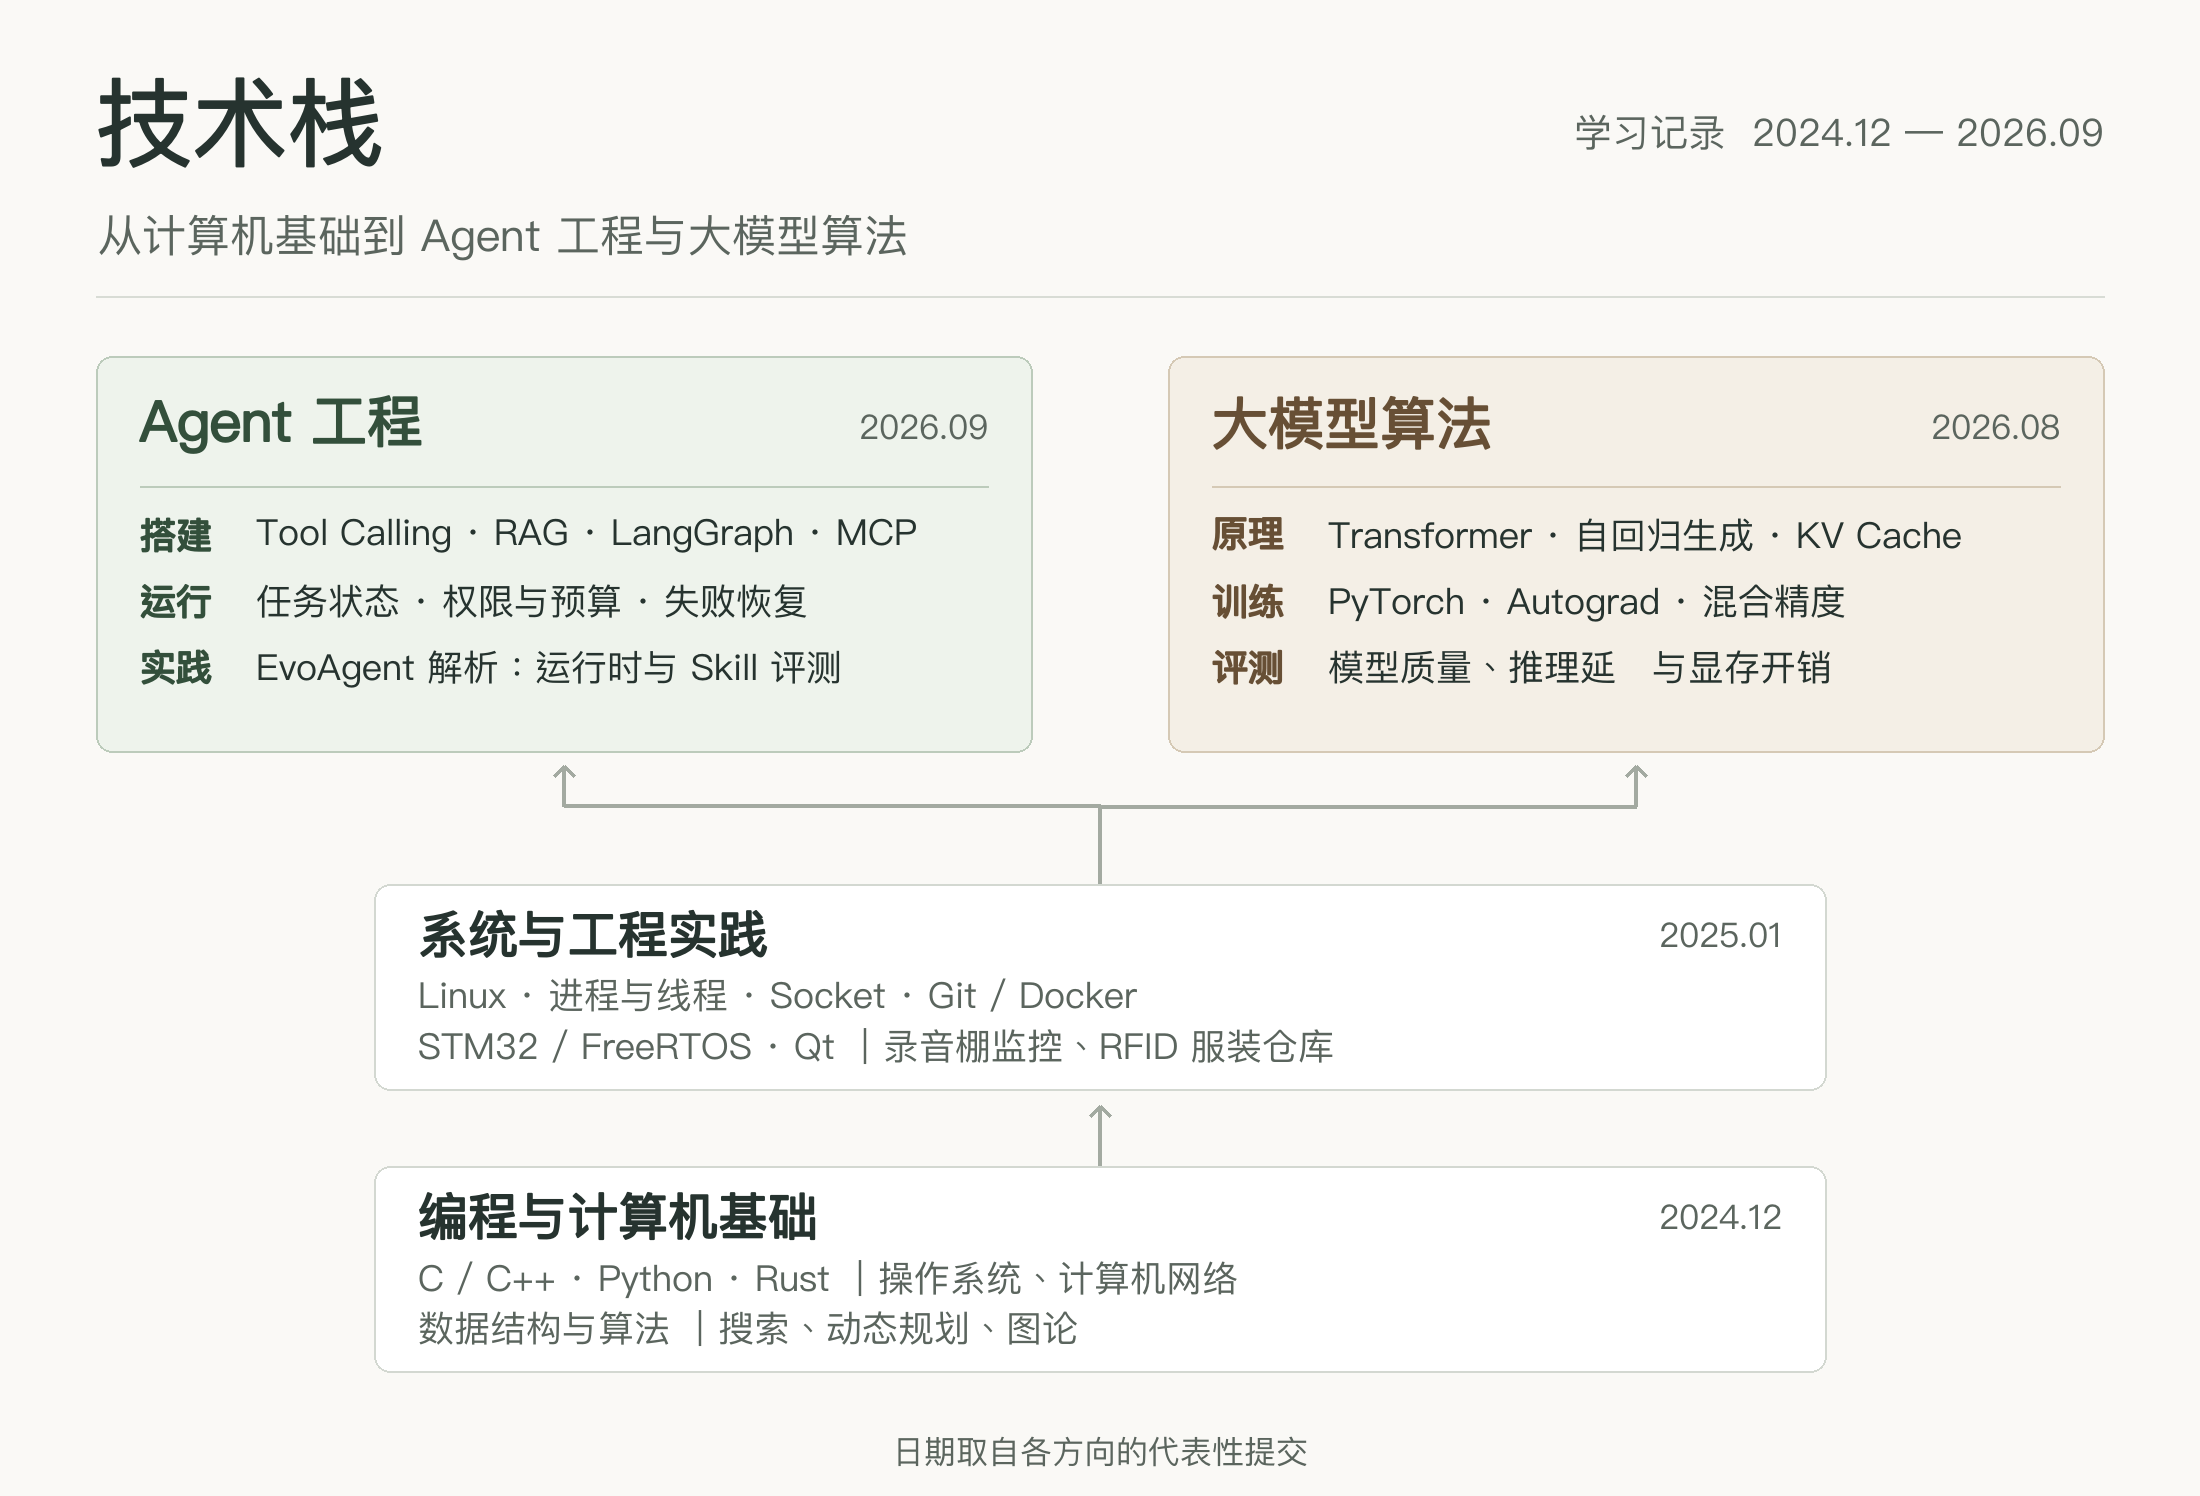 技术栈
学习记录 2024.12 — 2026.09
从计算机基础到 Agent 工程与大模型算法
Agent 工程
2026.09
搭建 Tool Calling · RAG · LangGraph · MCP
运行 任务状态 · 权限与预算 · 失败恢复
实践 EvoAgent 解析：运行时与 Skill 评测
大模型算法
2026.08
原理 Transformer · 自回归生成 · KV Cache
训练 PyTorch · Autograd · 混合精度
评测 模型质量、推理延 与显存开销
系统与工程实践
2025.01
Linux · 进程与线程 · Socket · Git / Docker
STM32 / FreeRTOS · Qt ｜录音棚监控、RFID 服装仓库
编程与计算机基础
2024.12
C / C++ · Python · Rust ｜操作系统、计算机网络
数据结构与算法 ｜搜索、动态规划、图论
日期取自各方向的代表性提交